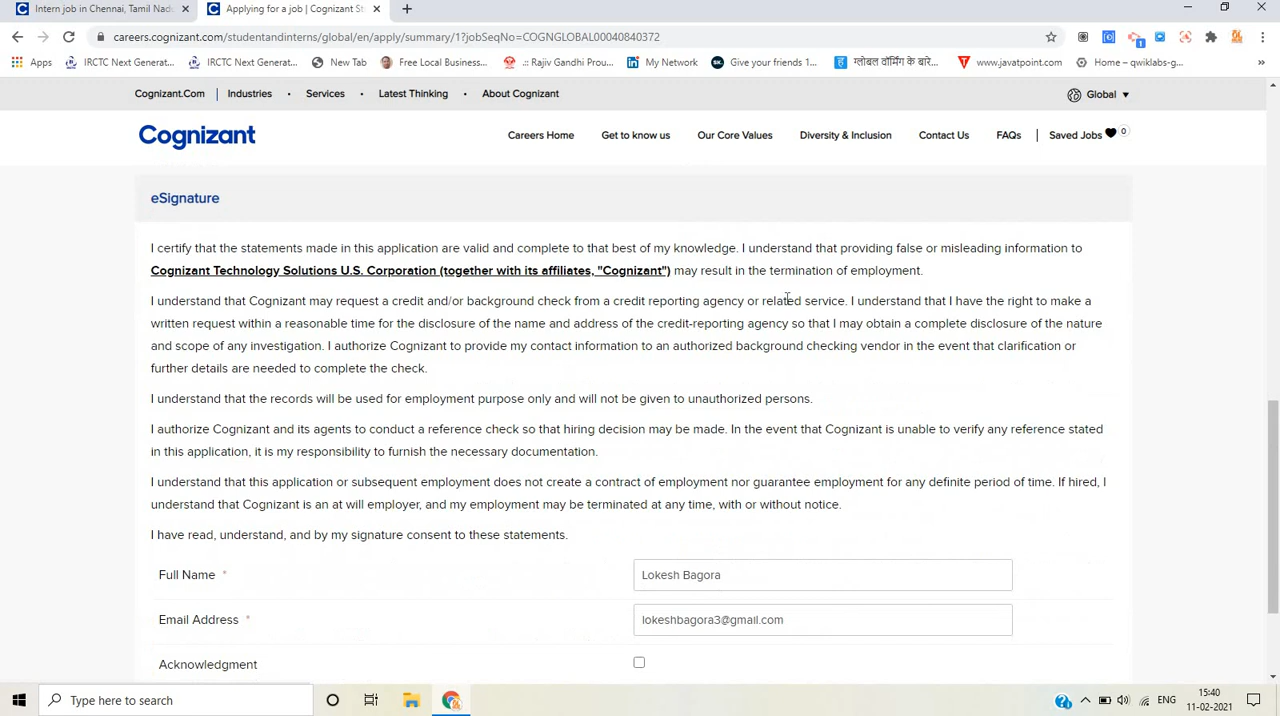 Intern job in Chennai, Tamil Nad
Applying for a job | Cognizant S
careers.cognizant.com/studentandinterns/global/en/apply/summary/1?jobSeqNo=COGNGLOBAL00040840372
1
Apps IRCTC Next Generat... IRCTC Next Generat... New Tab Free Local Business... .:: Rajiv Gandhi Prou... My Network Give your friends 1... ग्लोबल वॉर्मिंग के बारे... www.javatpoint.com Home – qwiklabs-g...
Cognizant.Com | Industries • Services • Latest Thinking • About Cognizant Global
Cognizant Careers Home Get to know us Our Core Values Diversity & Inclusion Contact Us FAQs | Saved Jobs 0
eSignature
I certify that the statements made in this application are valid and complete to that best of my knowledge. I understand that providing false or misleading information to
Cognizant Technology Solutions U.S. Corporation (together with its affiliates, "Cognizant") may result in the termination of employment.
I understand that Cognizant may request a credit and/or background check from a credit reporting agency or related service. I understand that I have the right to make a
written request within a reasonable time for the disclosure of the name and address of the credit-reporting agency so that I may obtain a complete disclosure of the nature
and scope of any investigation. I authorize Cognizant to provide my contact information to an authorized background checking vendor in the event that clarification or
further details are needed to complete the check.
I understand that the records will be used for employment purpose only and will not be given to unauthorized persons.
I authorize Cognizant and its agents to conduct a reference check so that hiring decision may be made. In the event that Cognizant is unable to verify any reference stated
in this application, it is my responsibility to furnish the necessary documentation.
I understand that this application or subsequent employment does not create a contract of employment nor guarantee employment for any definite period of time. If hired, I
understand that Cognizant is an at will employer, and my employment may be terminated at any time, with or without notice.
I have read, understand, and by my signature consent to these statements.
Full Name * Lokesh Bagora
Email Address * lokeshbagora3@gmail.com
Acknowledgment
Type here to search
ENG
15:40
11-02-2021